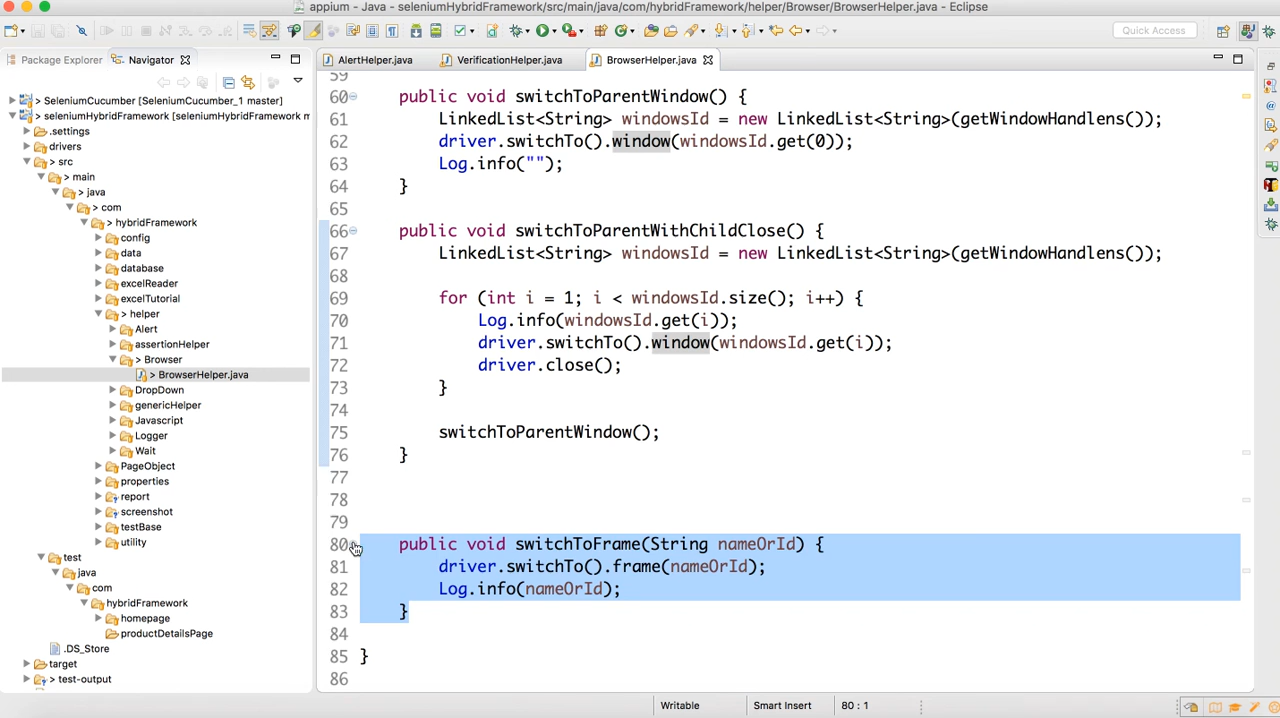 appium - Java - seleniumHybridFramework/src/main/java/com/hybridFramework/helper/Browser/BrowserHelper.java - Eclipse
Quick Access
Package Explorer
Navigator
AlertHelper.java
VerificationHelper.java
BrowserHelper.java
> SeleniumCucumber [SeleniumCucumber_1 master]
> seleniumHybridFramework [seleniumHybridFramework m
.settings
drivers
> src
> main
> java
> com
> hybridFramework
config
data
database
excelReader
excelTutorial
> helper
Alert
assertionHelper
> Browser
> BrowserHelper.java
DropDown
genericHelper
Javascript
Logger
Wait
PageObject
properties
report
screenshot
testBase
utility
test
java
com
hybridFramework
homepage
productDetailsPage
.DS_Store
target
> test-output
59
60 public void switchToParentWindow() {
61 LinkedList<String> windowsId = new LinkedList<String>(getWindowHandlens());
62 driver.switchTo().window(windowsId.get(0));
63 Log.info("");
64 }
65
66 public void switchToParentWithChildClose() {
67 LinkedList<String> windowsId = new LinkedList<String>(getWindowHandlens());
68
69 for (int i = 1; i < windowsId.size(); i++) {
70 Log.info(windowsId.get(i));
71 driver.switchTo().window(windowsId.get(i));
72 driver.close();
73 }
74
75 switchToParentWindow();
76 }
77
78
79
80 public void switchToFrame(String nameOrId) {
81 driver.switchTo().frame(nameOrId);
82 Log.info(nameOrId);
83 }
84
85 }
86
Writable
Smart Insert
80 : 1